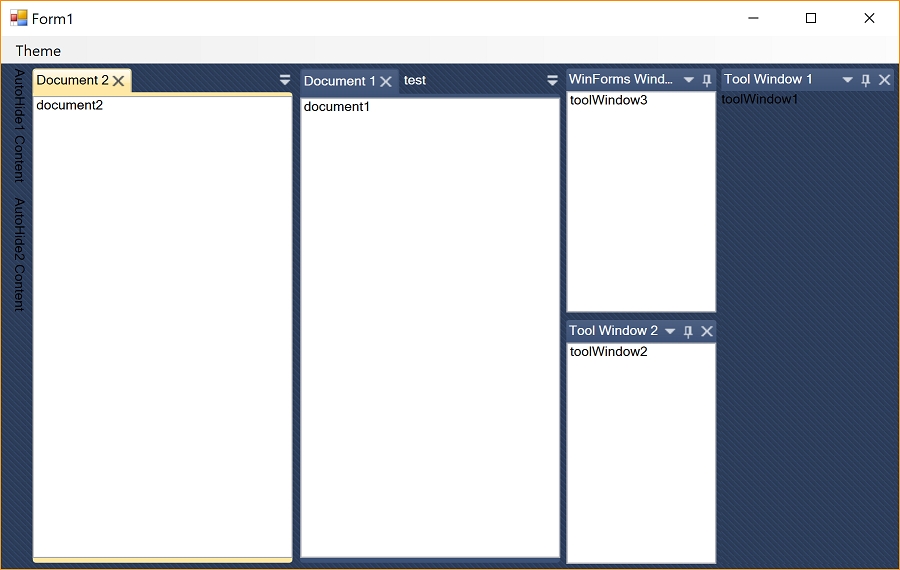 Form1
Theme
AutoHide1 Content
AutoHide2 Content
Document 2
document2
Document 1
test
document1
WinForms Wind...
toolWindow3
Tool Window 2
toolWindow2
Tool Window 1
toolWindow1